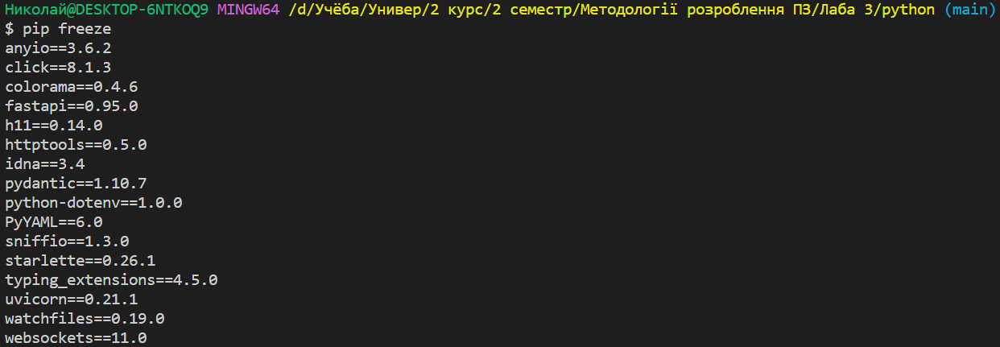 Николай@DESKTOP-6NTKOQ9 MINGW64 /d/Учёба/Универ/2 курс/2 семестр/Методології розроблення ПЗ/Лаба 3/python (main)
$ pip freeze
anyio==3.6.2
click==8.1.3
colorama==0.4.6
fastapi==0.95.0
h11==0.14.0
httptools==0.5.0
idna==3.4
pydantic==1.10.7
python-dotenv==1.0.0
PyYAML==6.0
sniffio==1.3.0
starlette==0.26.1
typing_extensions==4.5.0
uvicorn==0.21.1
watchfiles==0.19.0
websockets==11.0